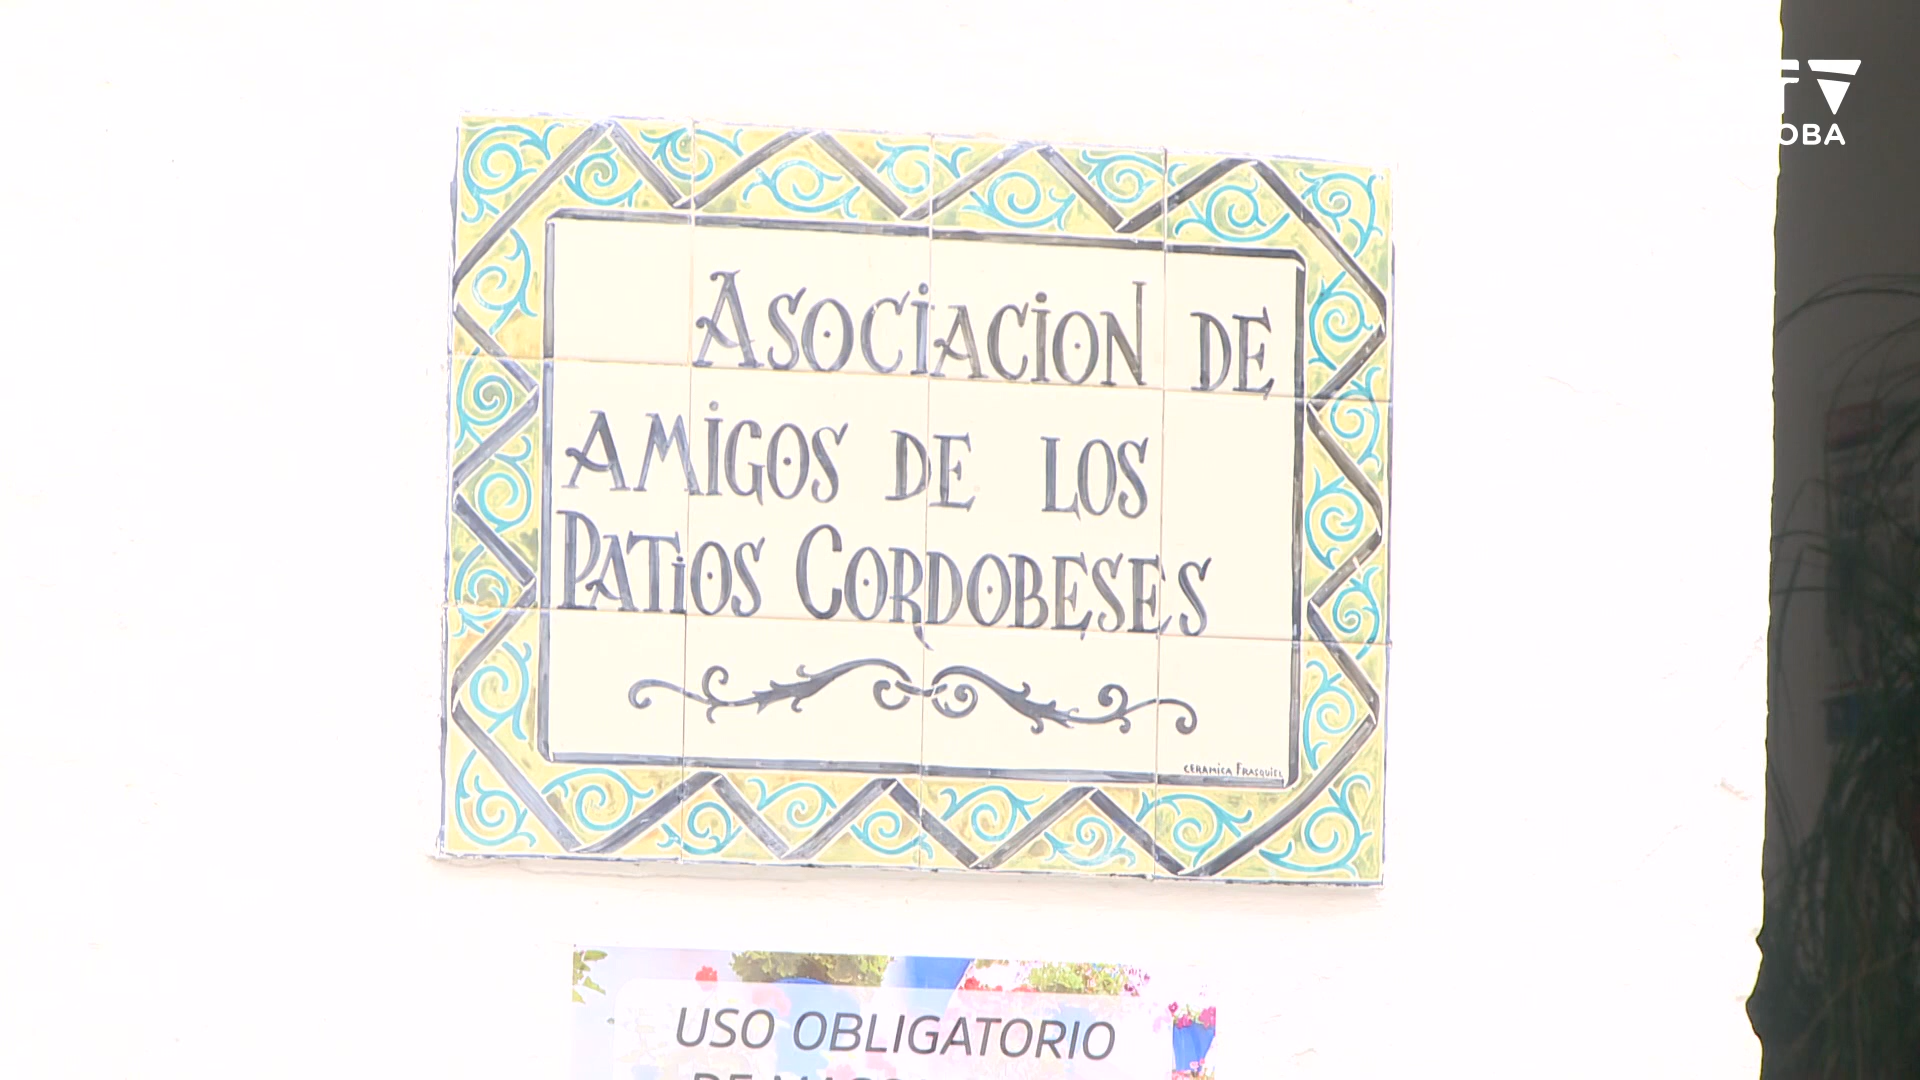 ASOCIACION DE
AMIGOS DE LOS
PATIOS CORDOBESES
CERAMICA FRASQUIEL
USO OBLIGATORIO
OBA